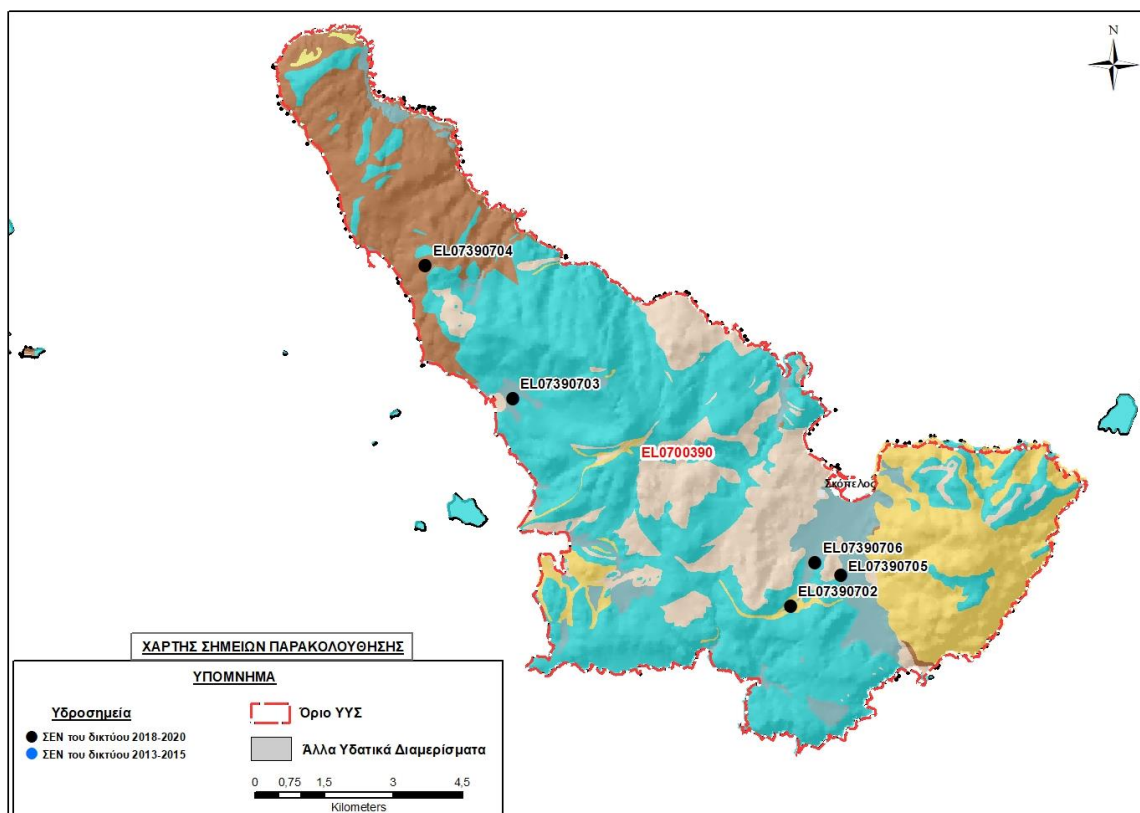 N
EL07390704
EL07390703
EL0700390
Σκόπελος
EL07390706
EL07390705
EL07390702
ΧΑΡΤΗΣ ΣΗΜΕΙΩΝ ΠΑΡΑΚΟΛΟΥΘΗΣΗΣ
ΥΠΟΜΝΗΜΑ
Υδροσημεία
ΣΕΝ του δικτύου 2018-2020
ΣΕΝ του δικτύου 2013-2015
Όριο ΥΥΣ
Άλλα Υδατικά Διαμερίσματα
0 0,75 1,5 3 4,5
Kilometers